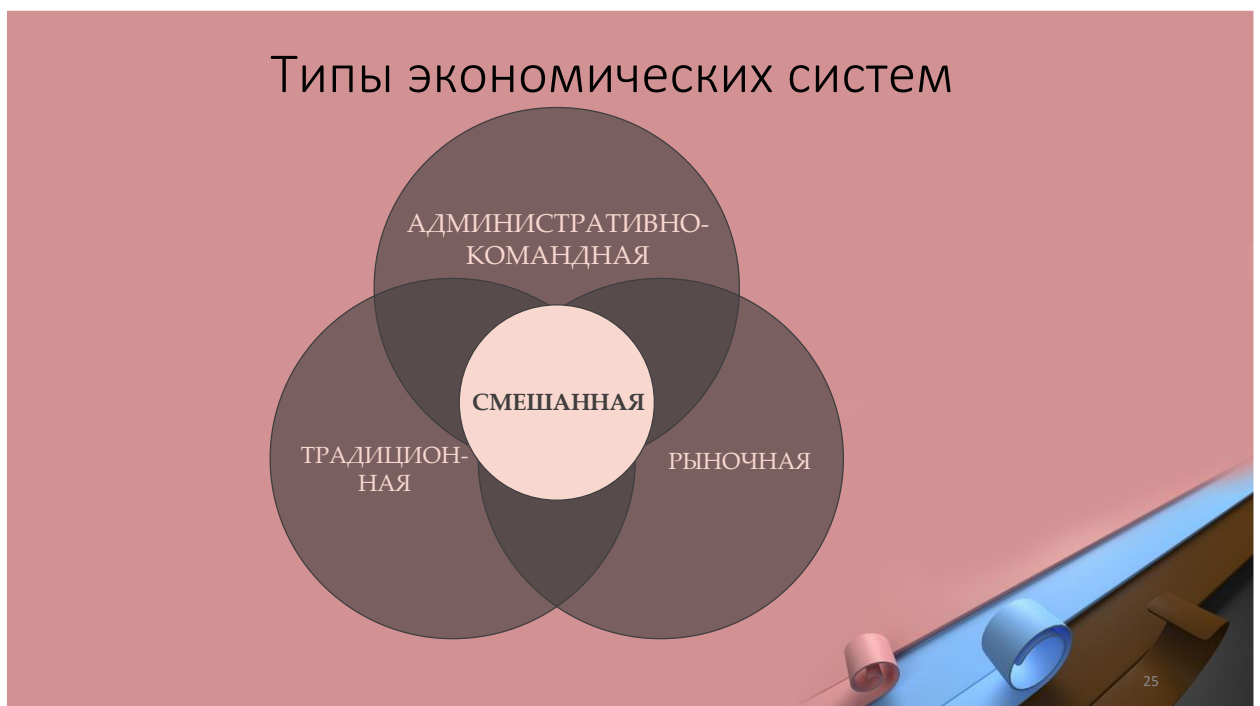 Типы экономических систем
АДМИНИСТРАТИВНО-
КОМАНДНАЯ
СМЕШАННАЯ
ТРАДИЦИОН-
НАЯ
РЫНОЧНАЯ
25